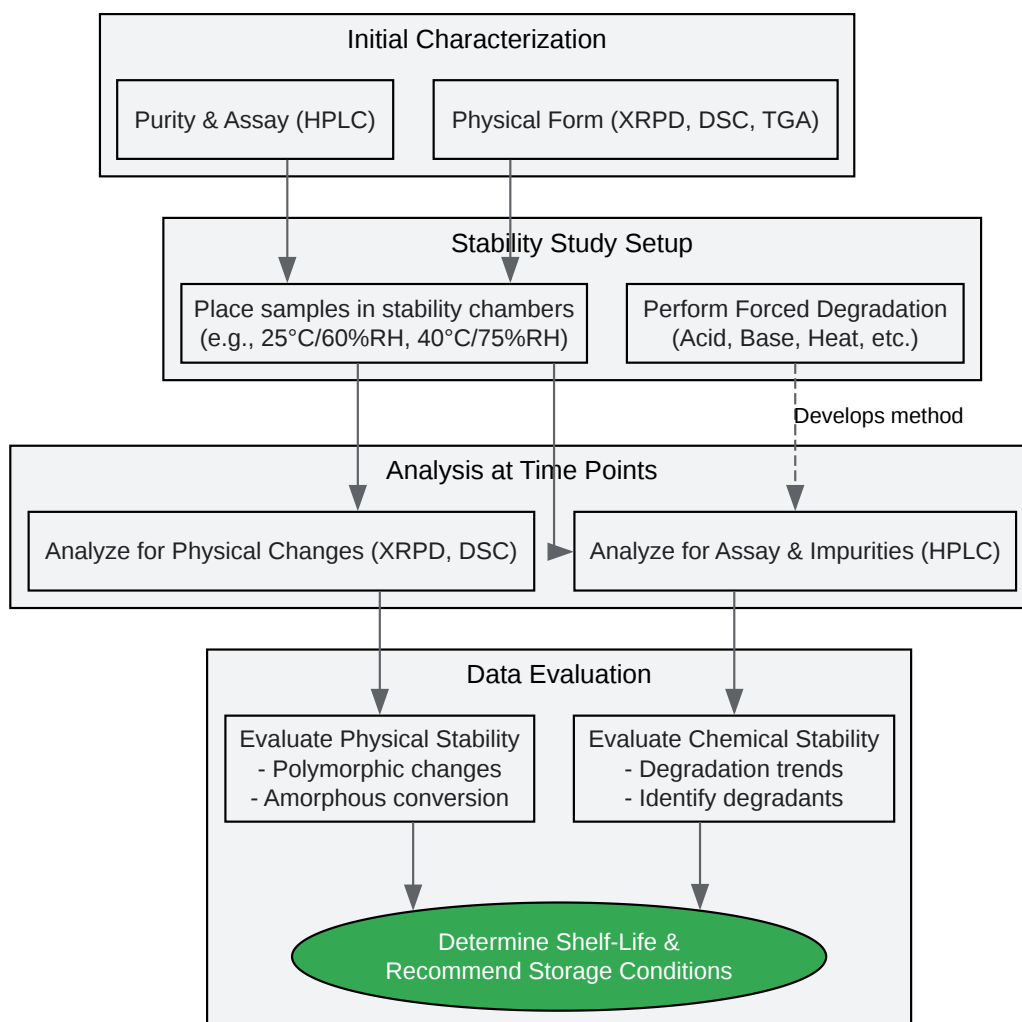 Initial Characterization
Purity & Assay (HPLC)
Physical Form (XRPD, DSC, TGA)
Stability Study Setup
Place samples in stability chambers
(e.g., 25°C/60%RH, 40°C/75%RH)
Perform Forced Degradation
(Acid, Base, Heat, etc.)
Develops method
Analysis at Time Points
Analyze for Physical Changes (XRPD, DSC)
Analyze for Assay & Impurities (HPLC)
Data Evaluation
Evaluate Physical Stability
- Polymorphic changes
- Amorphous conversion
Evaluate Chemical Stability
- Degradation trends
- Identify degradants
Determine Shelf-Life &
Recommend Storage Conditions